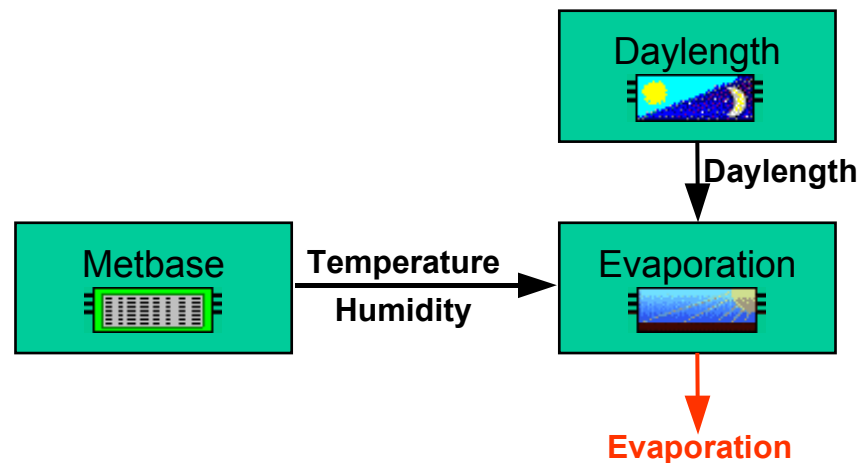 Daylength
Daylength
Metbase
Temperature
Humidity
Evaporation
Evaporation